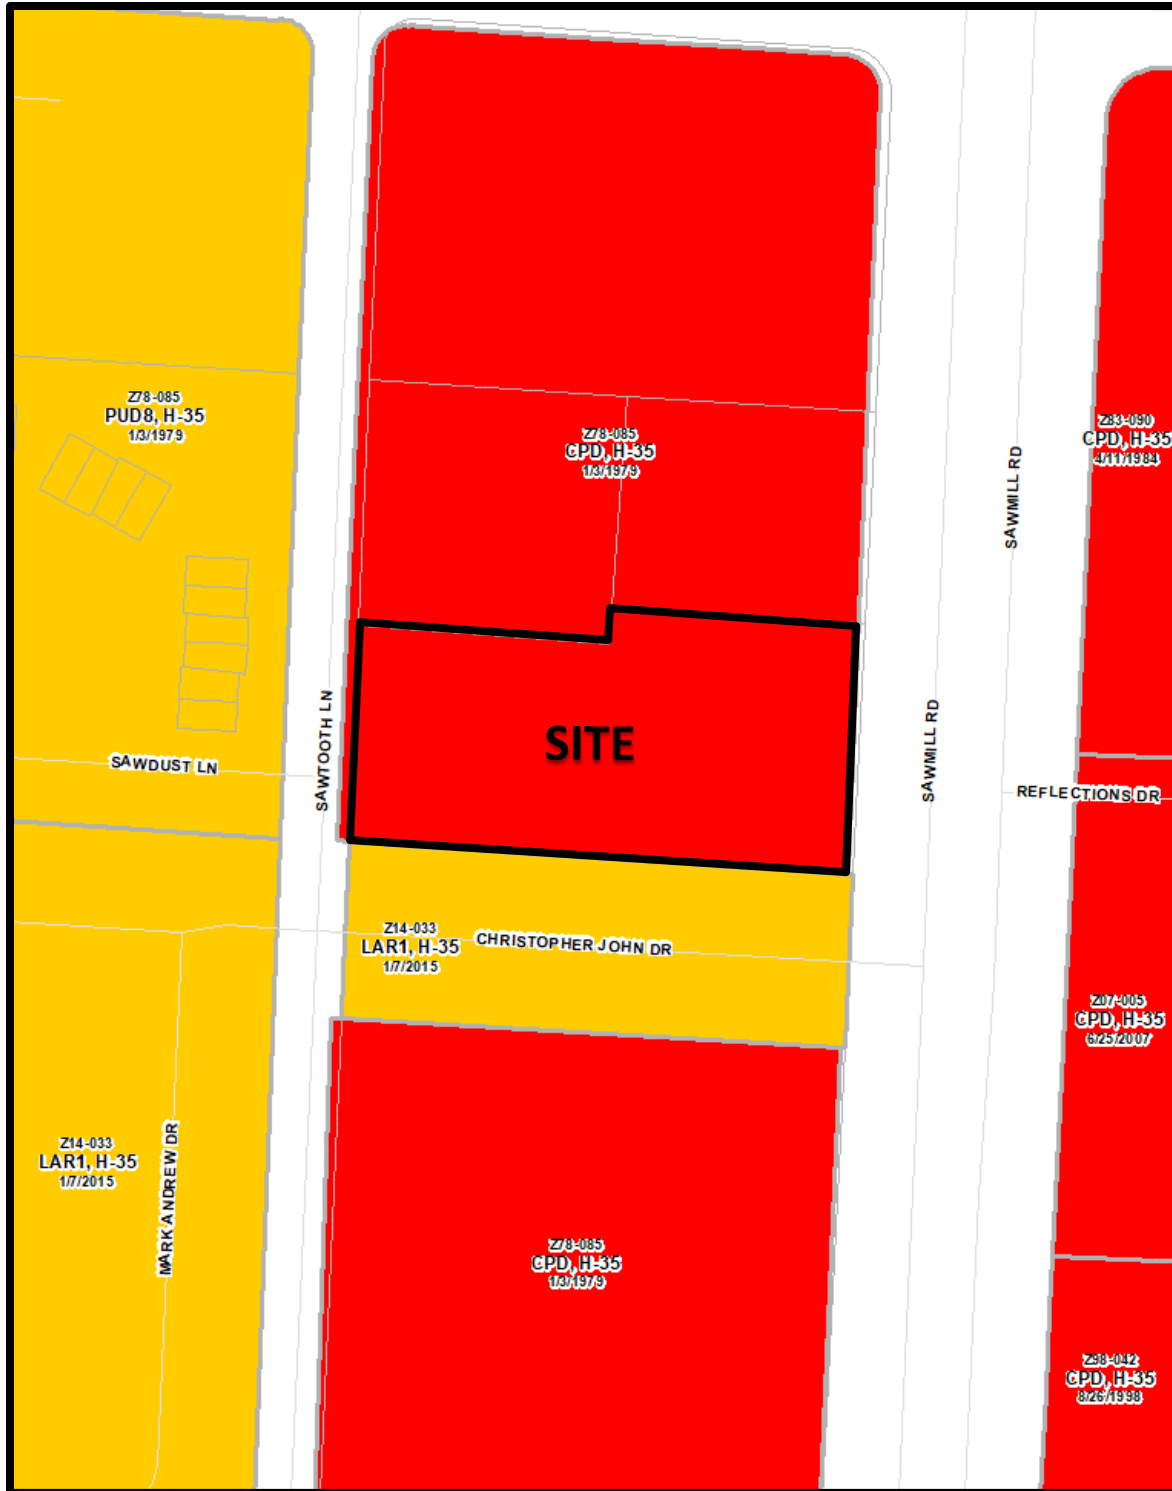 Z78-085
PUD8, H-35
1/3/1979
Z78-085
CPD, H-35
1/3/1979
Z83-090
CPD, H-35
4/11/1984
SAWMILL RD
SAWTOOTH LN
SITE
SAWMILL RD
SAWDUST LN
REFLECTIONS DR
Z14-033
LAR1, H-35
1/7/2015
CHRISTOPHER JOHN DR
Z07-005
CPD, H-35
6/25/2007
Z14-033
LAR1, H-35
1/7/2015
MARK ANDREW DR
Z78-085
CPD, H-35
1/3/1979
Z98-042
CPD, H-35
8/26/1998